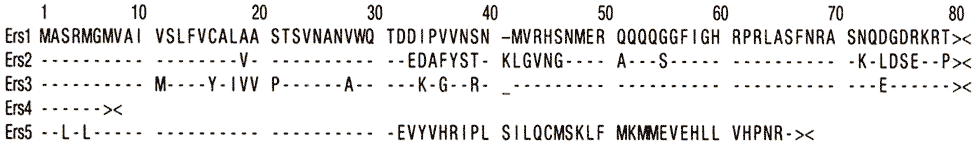 1 10 20 30 40 50 60 70 80
Ers1 MASRMGMVAI VSLFVCALAA STSVNANVWQ TDDIPVVNSN -MVRHSNMER QQQQGGFIGH RPRLASFNRA SNQDGDRKRT><
Ers2 ---------- --------V- ---------- ---EDAFYST- KLGVNG---- A---S----- ---------- --K-LDSE--P><
Ers3 ---------- M---Y-IVV P-----A--- ----K-G--R- _--------- ---------- ---------- ----E-----><
Ers4 ------><
Ers5 --L-L----- ---------- ---------- -EVYVHRIPL SILQCMSKLF MKMMEVEHLL VHPNR-><